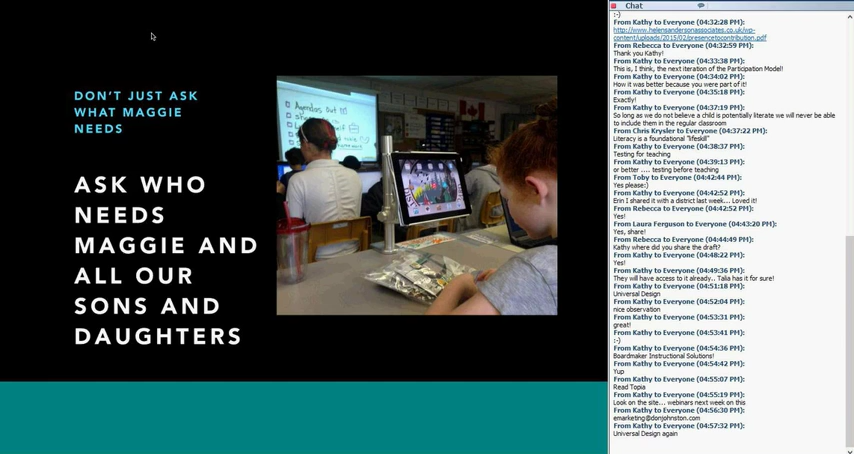 DON'T JUST ASK
WHAT MAGGIE
NEEDS
ASK WHO
NEEDS
MAGGIE AND
ALL OUR
SONS AND
DAUGHTERS
Agendas out
Chat
:-)
From Kathy to Everyone (04:32:28 PM):
http://www.helensandersonassociates.co.uk/wp-
content/uploads/2015/02/presencetocontribution.pdf
From Rebecca to Everyone (04:32:59 PM):
Thank you Kathy!
From Kathy to Everyone (04:33:38 PM):
This is, I think, the next iteration of the Participation Model!
From Kathy to Everyone (04:34:02 PM):
How it was better because you were part of it!
From Kathy to Everyone (04:35:18 PM):
Exactly!
From Kathy to Everyone (04:37:19 PM):
So long as we do not believe a child is potentially literate we will never be able
to include them in the regular classroom
From Chris Krysler to Everyone (04:37:22 PM):
Literacy is a foundational "lifeskill"
From Kathy to Everyone (04:38:37 PM):
Testing for teaching
From Kathy to Everyone (04:39:13 PM):
or better .... testing before teaching
From Toby to Everyone (04:42:44 PM):
Yes please:)
From Kathy to Everyone (04:42:52 PM):
Erin I shared it with a district last week... Loved it!
From Rebecca to Everyone (04:42:52 PM):
Yes!
From Laura Ferguson to Everyone (04:43:20 PM):
Yes, share!
From Rebecca to Everyone (04:44:49 PM):
Kathy where did you share the draft?
From Kathy to Everyone (04:48:22 PM):
Yes!
From Kathy to Everyone (04:49:36 PM):
They will have access to it already.. Talia has it for sure!
From Kathy to Everyone (04:51:18 PM):
Universal Design
From Kathy to Everyone (04:52:04 PM):
nice observation
From Kathy to Everyone (04:53:31 PM):
great!
From Kathy to Everyone (04:53:41 PM):
:-)
From Kathy to Everyone (04:54:36 PM):
Boardmaker Instructional Solutions!
From Kathy to Everyone (04:54:42 PM):
Yup
From Kathy to Everyone (04:55:07 PM):
Read Topia
From Kathy to Everyone (04:55:19 PM):
Look on the site... webinars next week on this
From Kathy to Everyone (04:56:30 PM):
emarketing@donjohnston.com
From Kathy to Everyone (04:57:32 PM):
Universal Design again